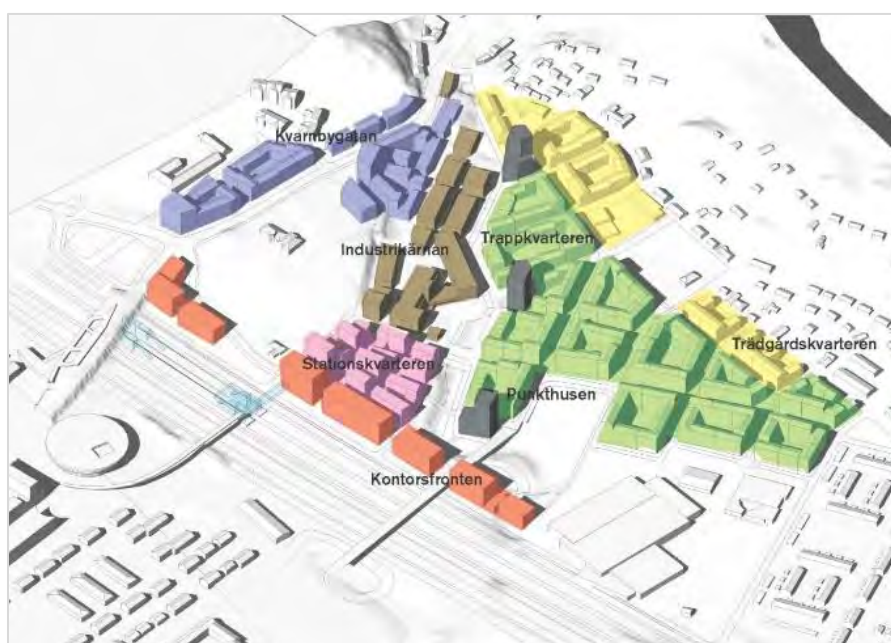 Kvarnbygatan
Industrikärnan
Trappkvarteren
Stationskvarteren
Trädgårdskvarteren
Punkthusen
Kontorsfronten